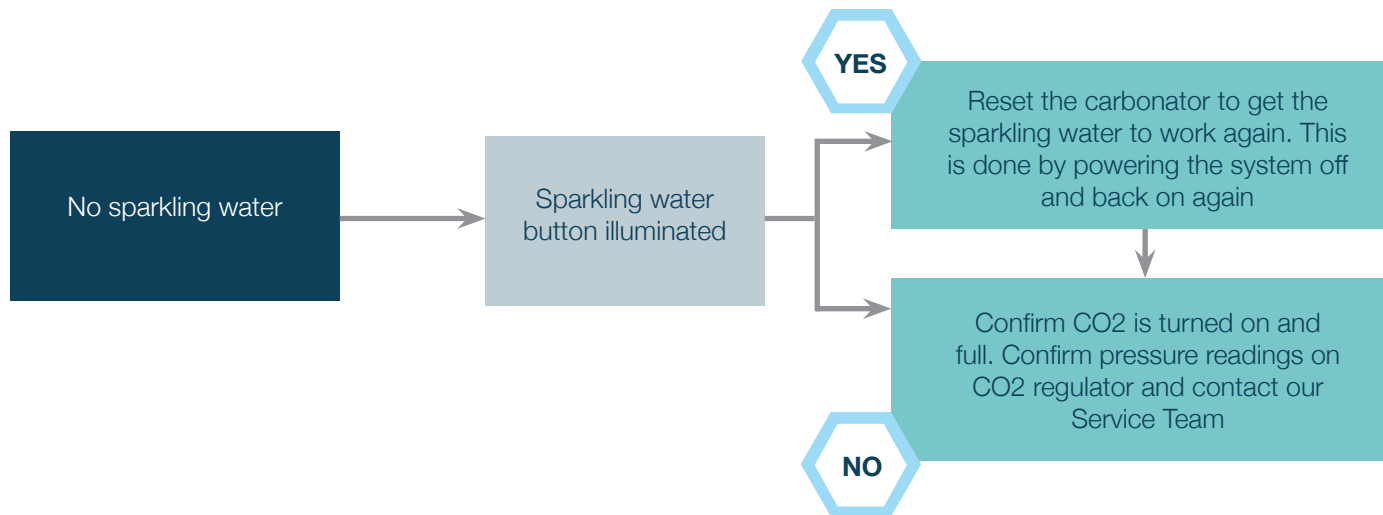 No sparkling water
Sparkling water
button illuminated
YES
Reset the carbonator to get the
sparkling water to work again. This
is done by powering the system off
and back on again
Confirm CO2 is turned on and
full. Confirm pressure readings on
CO2 regulator and contact our
Service Team
NO